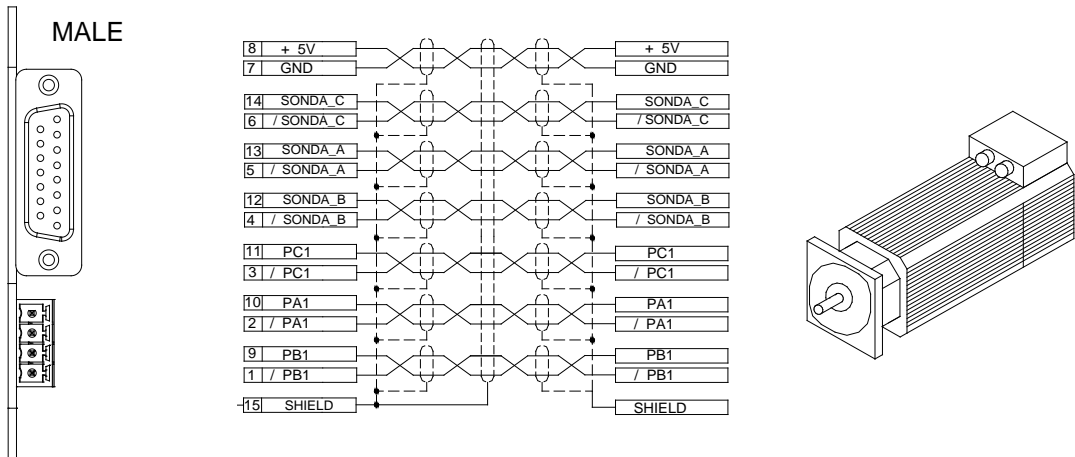 MALE
8 + 5V + 5V
7 GND GND
14 SONDA_C SONDA_C
6 / SONDA_C / SONDA_C
13 SONDA_A SONDA_A
5 / SONDA_A / SONDA_A
12 SONDA_B SONDA_B
4 / SONDA_B / SONDA_B
11 PC1 PC1
3 / PC1 / PC1
10 PA1 PA1
2 / PA1 / PA1
9 PB1 PB1
1 / PB1 / PB1
15 SHIELD SHIELD